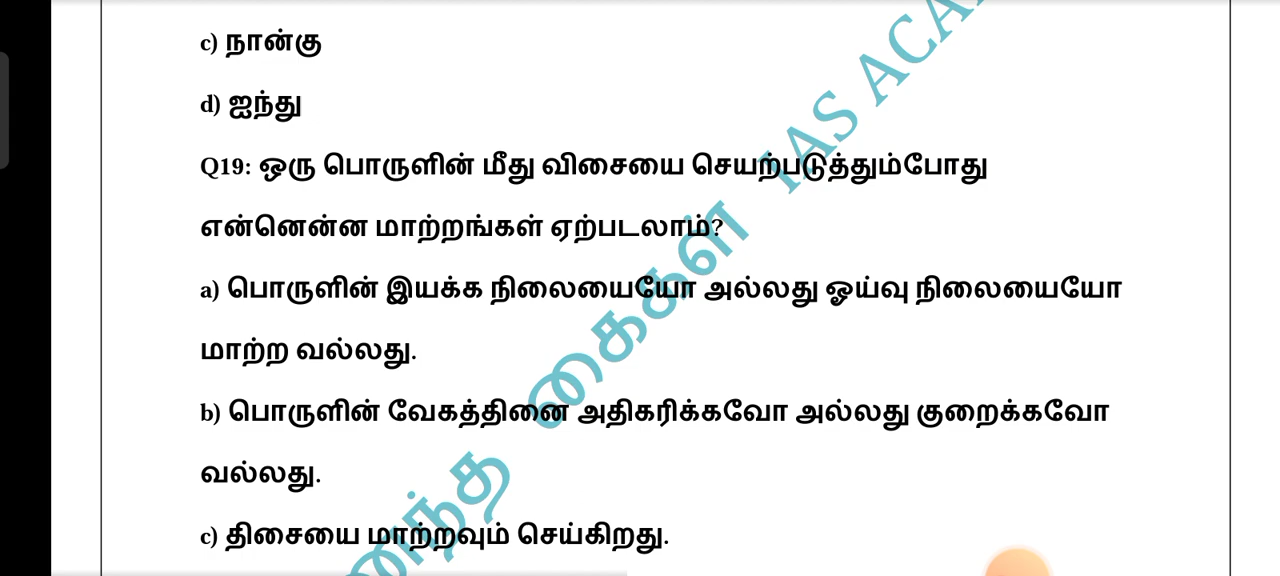 c) நான்கு
d) ஐந்து
Q19: ஒரு பொருளின் மீது விசையை செயற்படுத்தும்போது
என்னென்ன மாற்றங்கள் ஏற்படலாம்?
a) பொருளின் இயக்க நிலையையோ அல்லது ஓய்வு நிலையையோ
மாற்ற வல்லது.
b) பொருளின் வேகத்தினை அதிகரிக்கவோ அல்லது குறைக்கவோ
வல்லது.
c) திசையை மாற்றவும் செய்கிறது.
கைகள் IAS